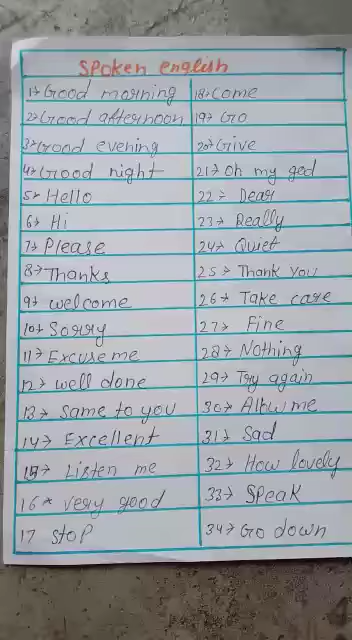 Spoken english
1→ Good morning
2→ Good afternoon
3→ Good evening
4→ Good night
5→ Hello
6→ Hi
7→ Please
8→ Thanks
9→ welcome
10→ Sorry
11→ Excuse me
12→ well done
13→ Same to you
14→ Excellent
15→ Listen me
16→ very good
17 stop
18→ Come
19→ Go
20→ Give
21→ oh my god
22→ Dear
23→ Really
24→ Quiet
25→ Thank you
26→ Take care
27→ Fine
28→ Nothing
29→ Try again
30→ Allow me
31→ Sad
32→ How lovely
33→ Speak
34→ Go down